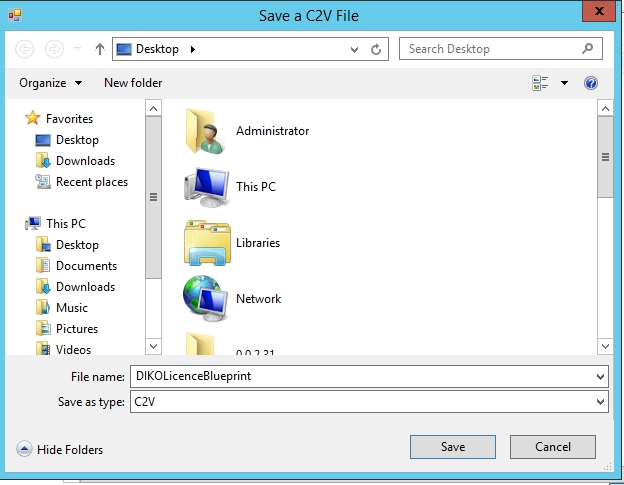 Save a C2V File
Desktop
Search Desktop
Organize
New folder
Favorites
Desktop
Downloads
Recent places
This PC
Desktop
Documents
Downloads
Music
Pictures
Videos
Administrator
This PC
Libraries
Network
0.0.2.31
File name: DIKOLicenceBlueprint
Save as type: C2V
Hide Folders
Save
Cancel